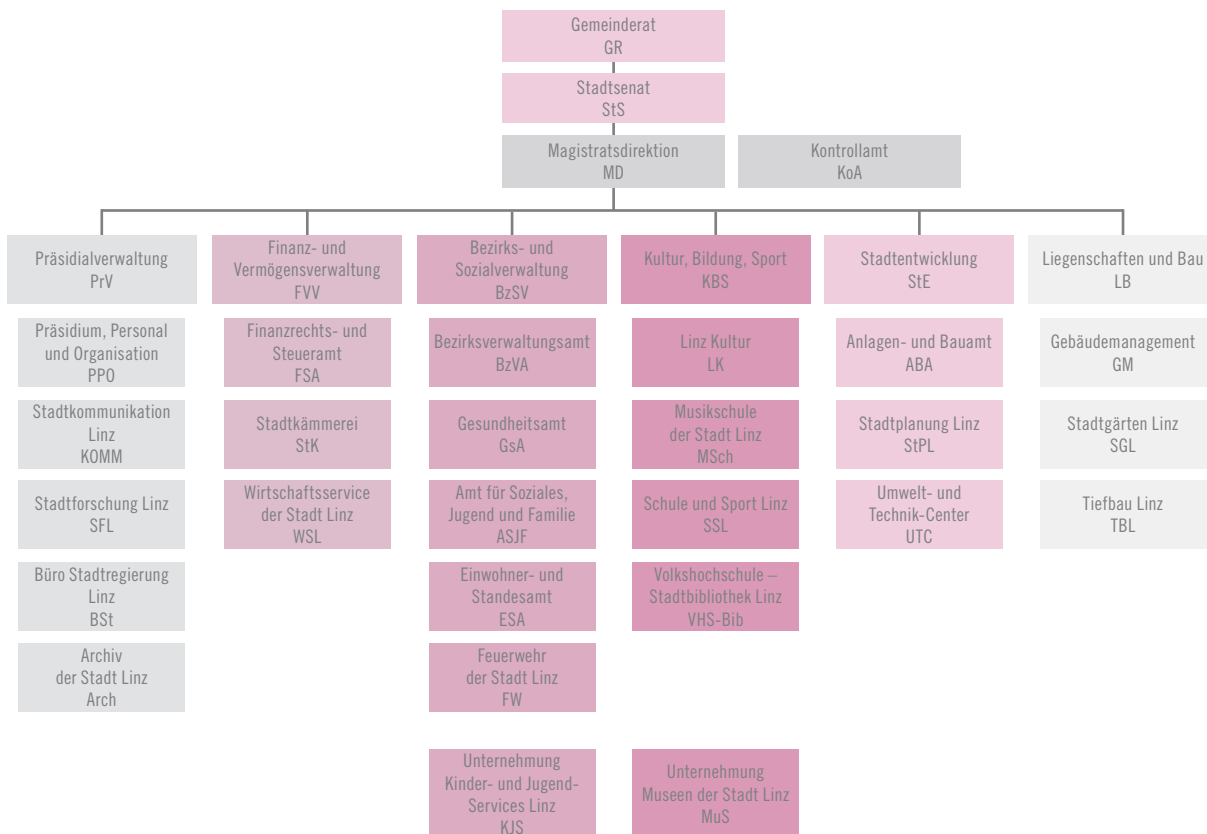 Gemeinderat
GR
Stadtsenat
StS
Magistratsdirektion
MD
Kontrollamt
KoA
Präsidialverwaltung
PrV
Finanz- und
Vermögensverwaltung
FVV
Bezirks- und
Sozialverwaltung
BzSV
Kultur, Bildung, Sport
KBS
Stadtentwicklung
StE
Liegenschaften und Bau
LB
Präsidium, Personal
und Organisation
PPO
Finanzrechts- und
Steueramt
FSA
Bezirksverwaltungsamt
BzVA
Linz Kultur
LK
Anlagen- und Bauamt
ABA
Gebäudemanagement
GM
Stadtkommunikation
Linz
KOMM
Stadtkämmerei
StK
Gesundheitsamt
GsA
Musikschule
der Stadt Linz
MSch
Stadtplanung Linz
StPL
Stadtgärten Linz
SGL
Stadtforschung Linz
SFL
Wirtschaftsservice
der Stadt Linz
WSL
Amt für Soziales,
Jugend und Familie
ASJF
Schule und Sport Linz
SSL
Umwelt- und
Technik-Center
UTC
Tiefbau Linz
TBL
Büro Stadtregierung
Linz
BSt
Einwohner- und
Standesamt
ESA
Volkshochschule –
Stadtbibliothek Linz
VHS-Bib
Archiv
der Stadt Linz
Arch
Feuerwehr
der Stadt Linz
FW
Unternehmung
Kinder- und Jugend-
Services Linz
KJS
Unternehmung
Museen der Stadt Linz
MuS